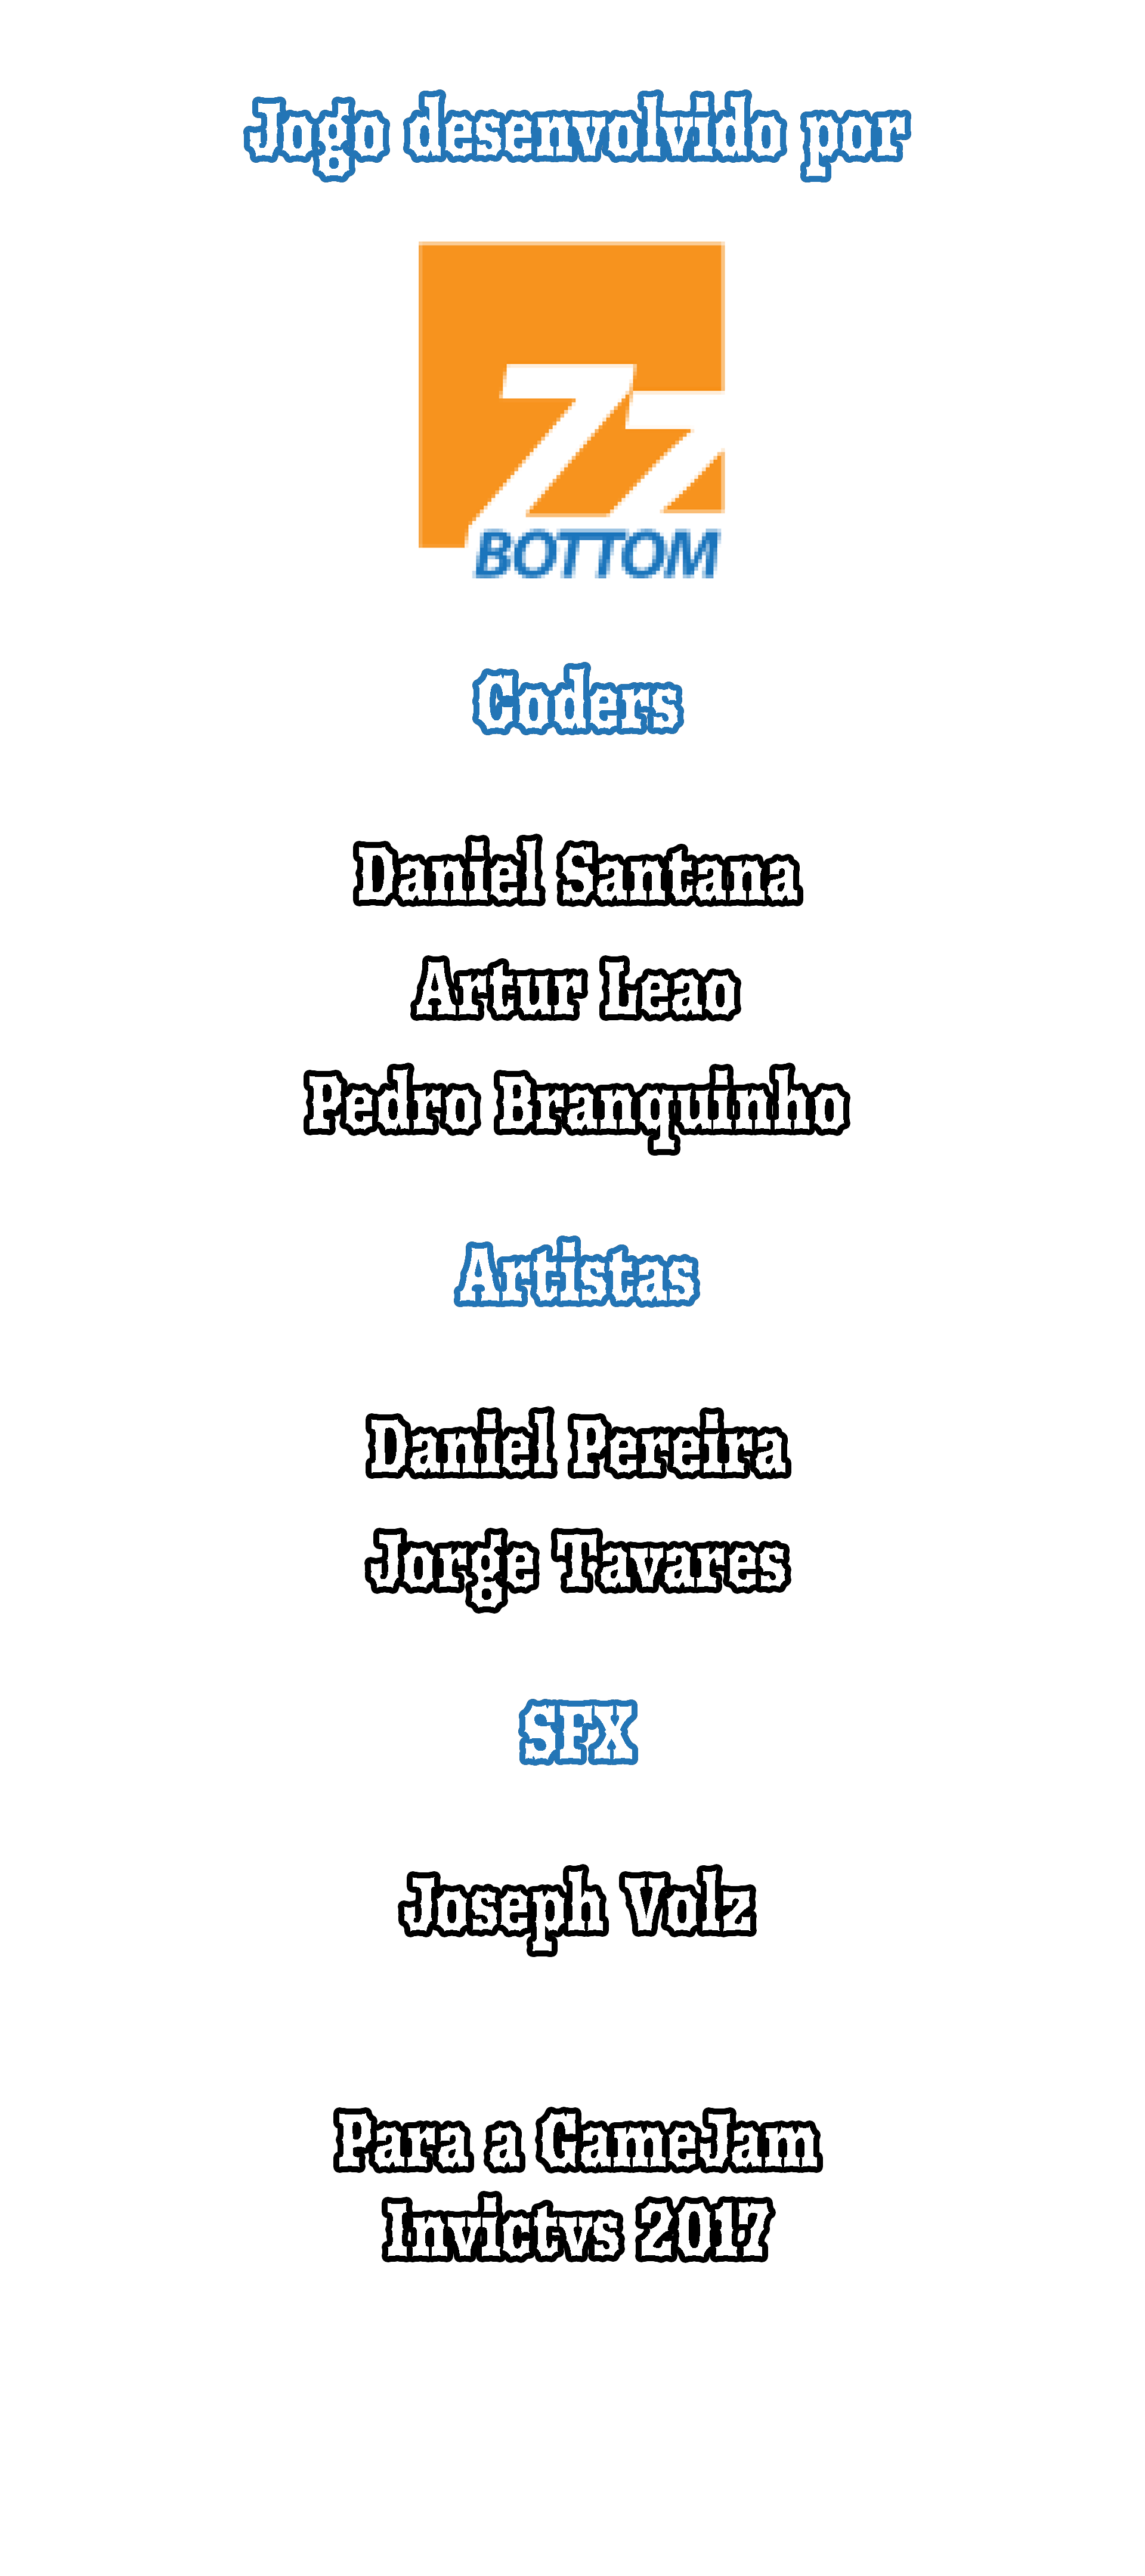 Jogo desenvolvido por
ZZ
BOTTOM
Coders
Daniel Santana
Artur Leao
Pedro Branquinho
Artistas
Daniel Pereira
Jorge Tavares
SFX
Joseph Volz
Para a GameJam
Invictvs 2017